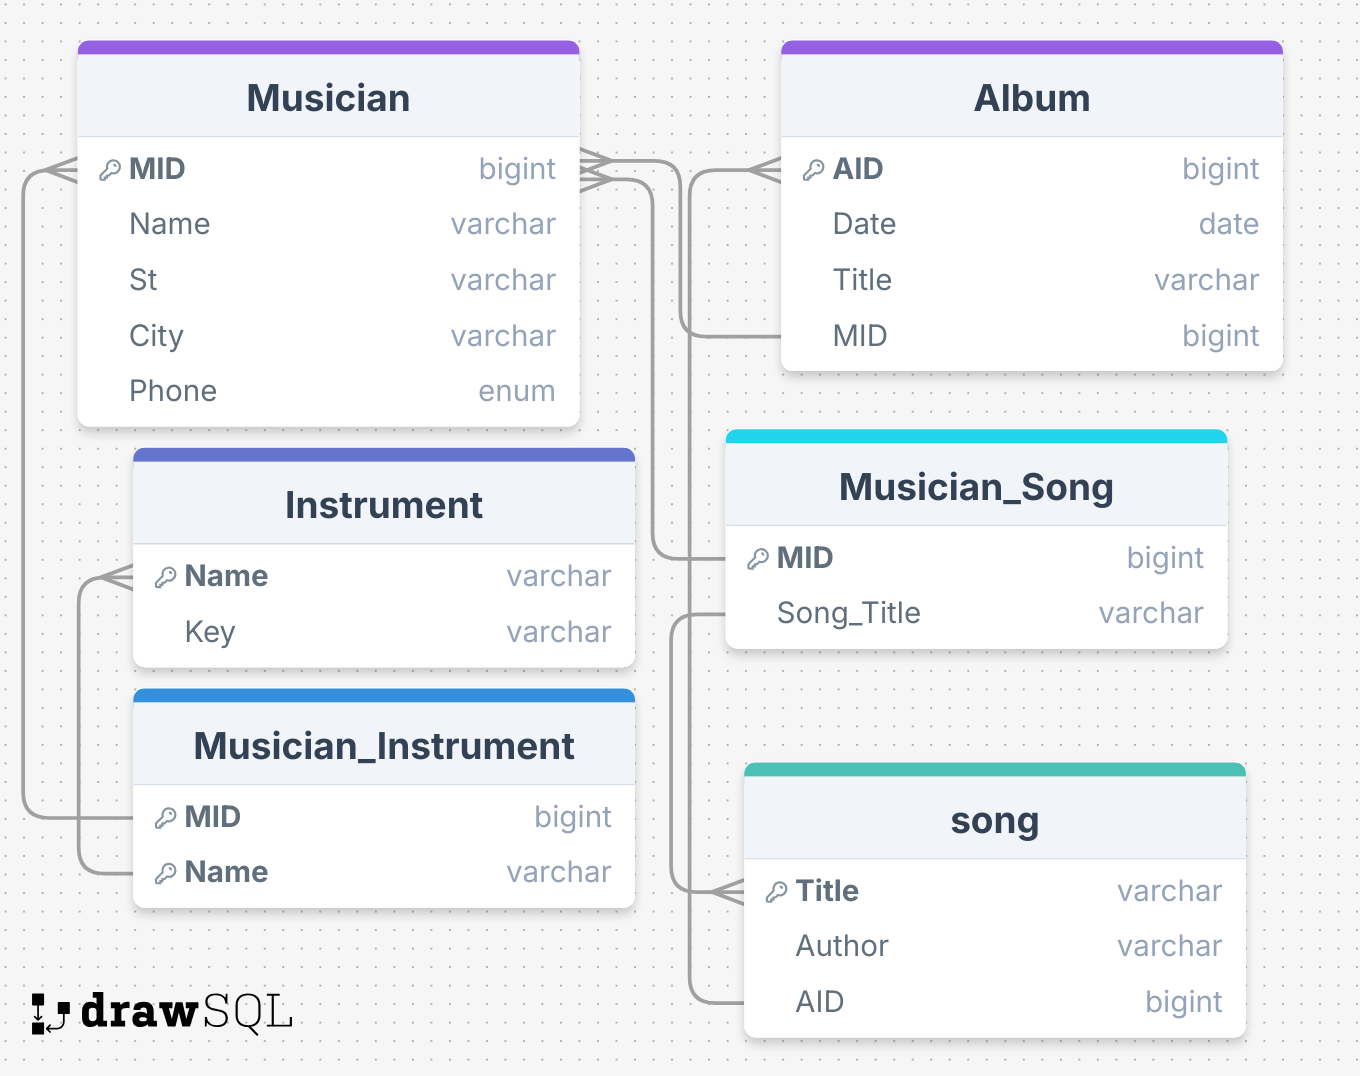 Musician
MID bigint
Name varchar
St varchar
City varchar
Phone enum
Album
AID bigint
Date date
Title varchar
MID bigint
Instrument
Name varchar
Key varchar
Musician_Song
MID bigint
Song_Title varchar
Musician_Instrument
MID bigint
Name varchar
song
Title varchar
Author varchar
AID bigint
drawSQL